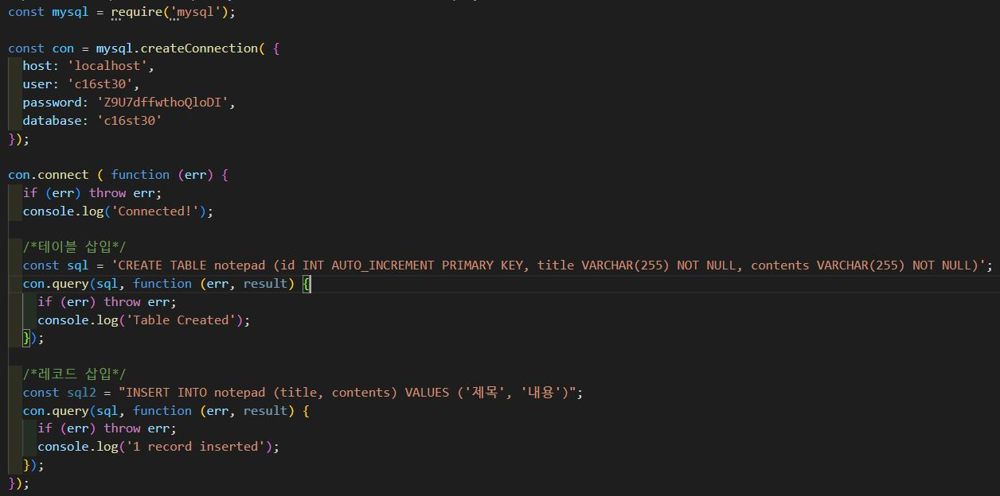 const mysql = require('mysql');
const con = mysql.createConnection( {
host: 'localhost',
user: 'c16st30',
password: 'Z9U7dffwthoQloDI',
database: 'c16st30'
});
con.connect ( function (err) {
if (err) throw err;
console.log('Connected!');
/*테이블 삽입*/
const sql = 'CREATE TABLE notepad (id INT AUTO_INCREMENT PRIMARY KEY, title VARCHAR(255) NOT NULL, contents VARCHAR(255) NOT NULL)';
con.query(sql, function (err, result) {
if (err) throw err;
console.log('Table Created');
});
/*레코드 삽입*/
const sql2 = "INSERT INTO notepad (title, contents) VALUES ('제목', '내용')";
con.query(sql, function (err, result) {
if (err) throw err;
console.log('1 record inserted');
});
});